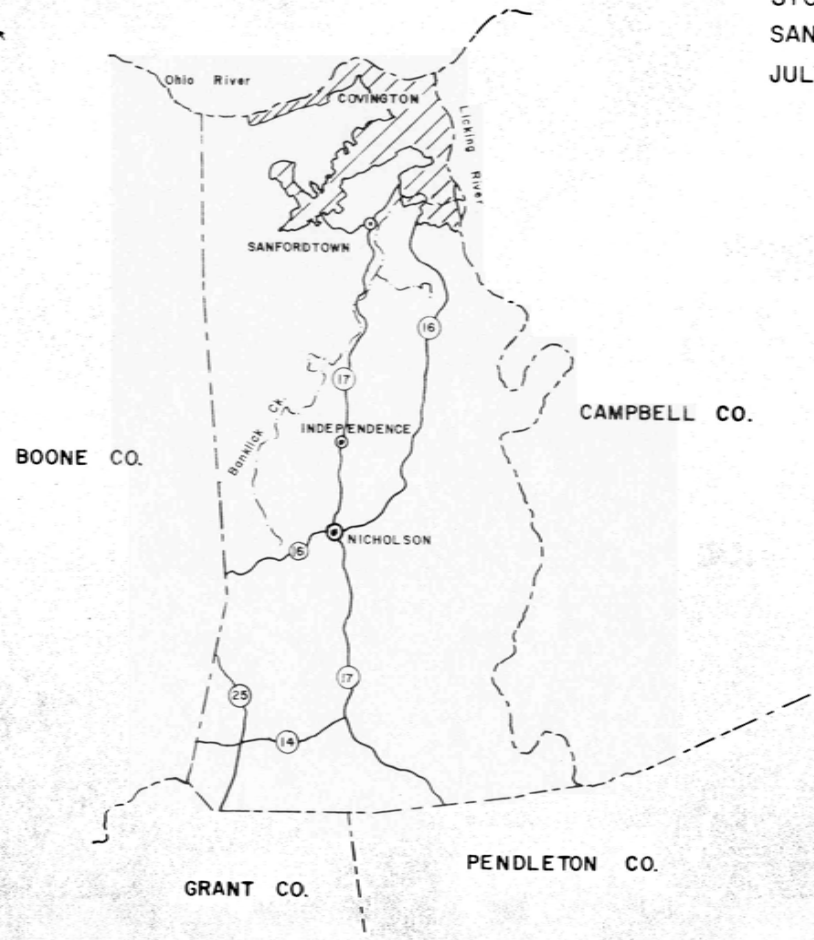 SAN
JUL
Ohio River
COVINGTON
Licking River
SANFORDTOWN
16
17
Banklick Ck.
INDEPENDENCE
CAMPBELL CO.
BOONE CO.
NICHOLSON
16
17
25
14
PENDLETON CO.
GRANT CO.